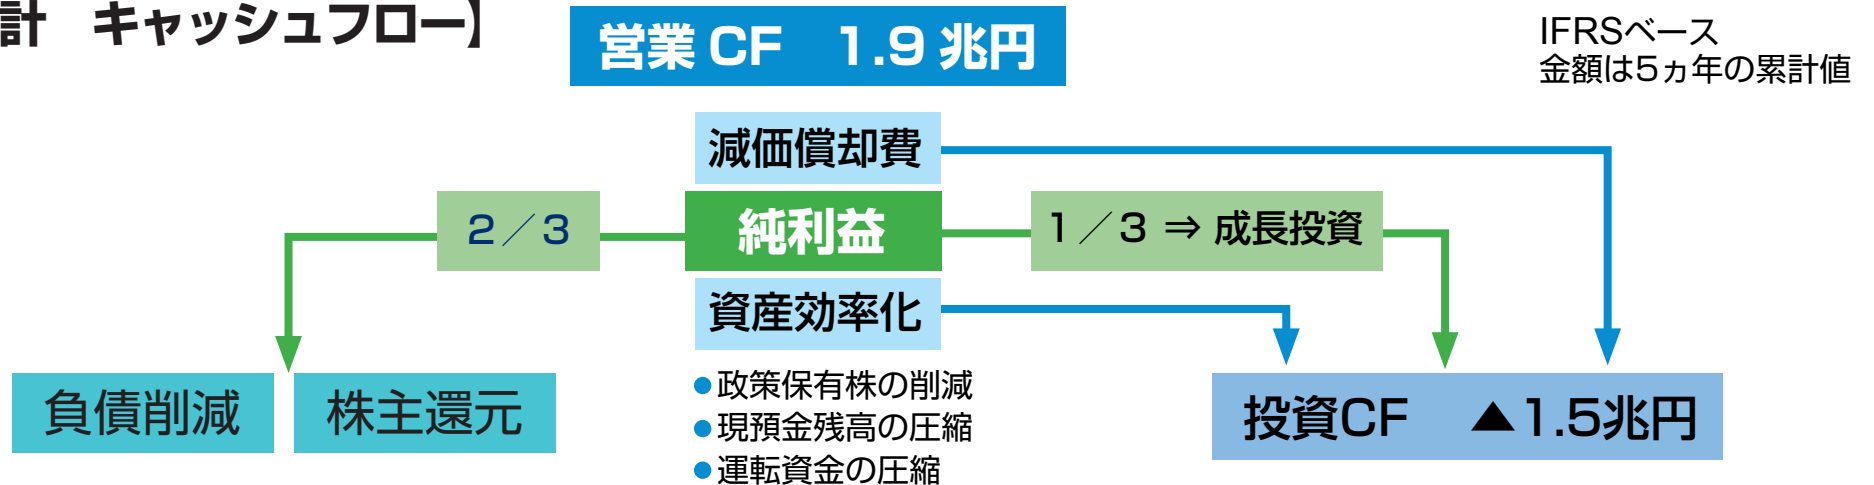 計　キャッシュフロー】
営業 CF　1.9 兆円
IFRSベース
金額は5ヵ年の累計値
減価償却費
2／3
純利益
1／3 ⇒ 成長投資
資産効率化
●政策保有株の削減
●現預金残高の圧縮
●運転資金の圧縮
負債削減
株主還元
投資CF　▲1.5兆円